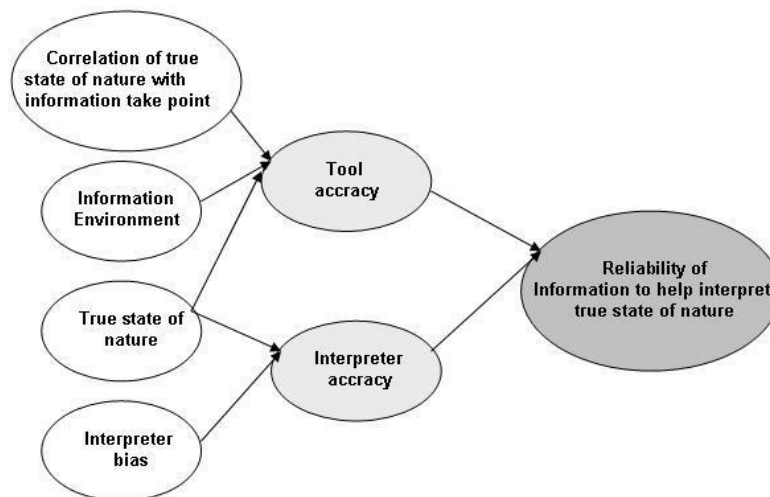 Correlation of true
state of nature with
information take point
Information
Environment
True state of
nature
Interpreter
bias
Tool
accracy
Interpreter
accracy
Reliability of
Information to help interpret
true state of nature